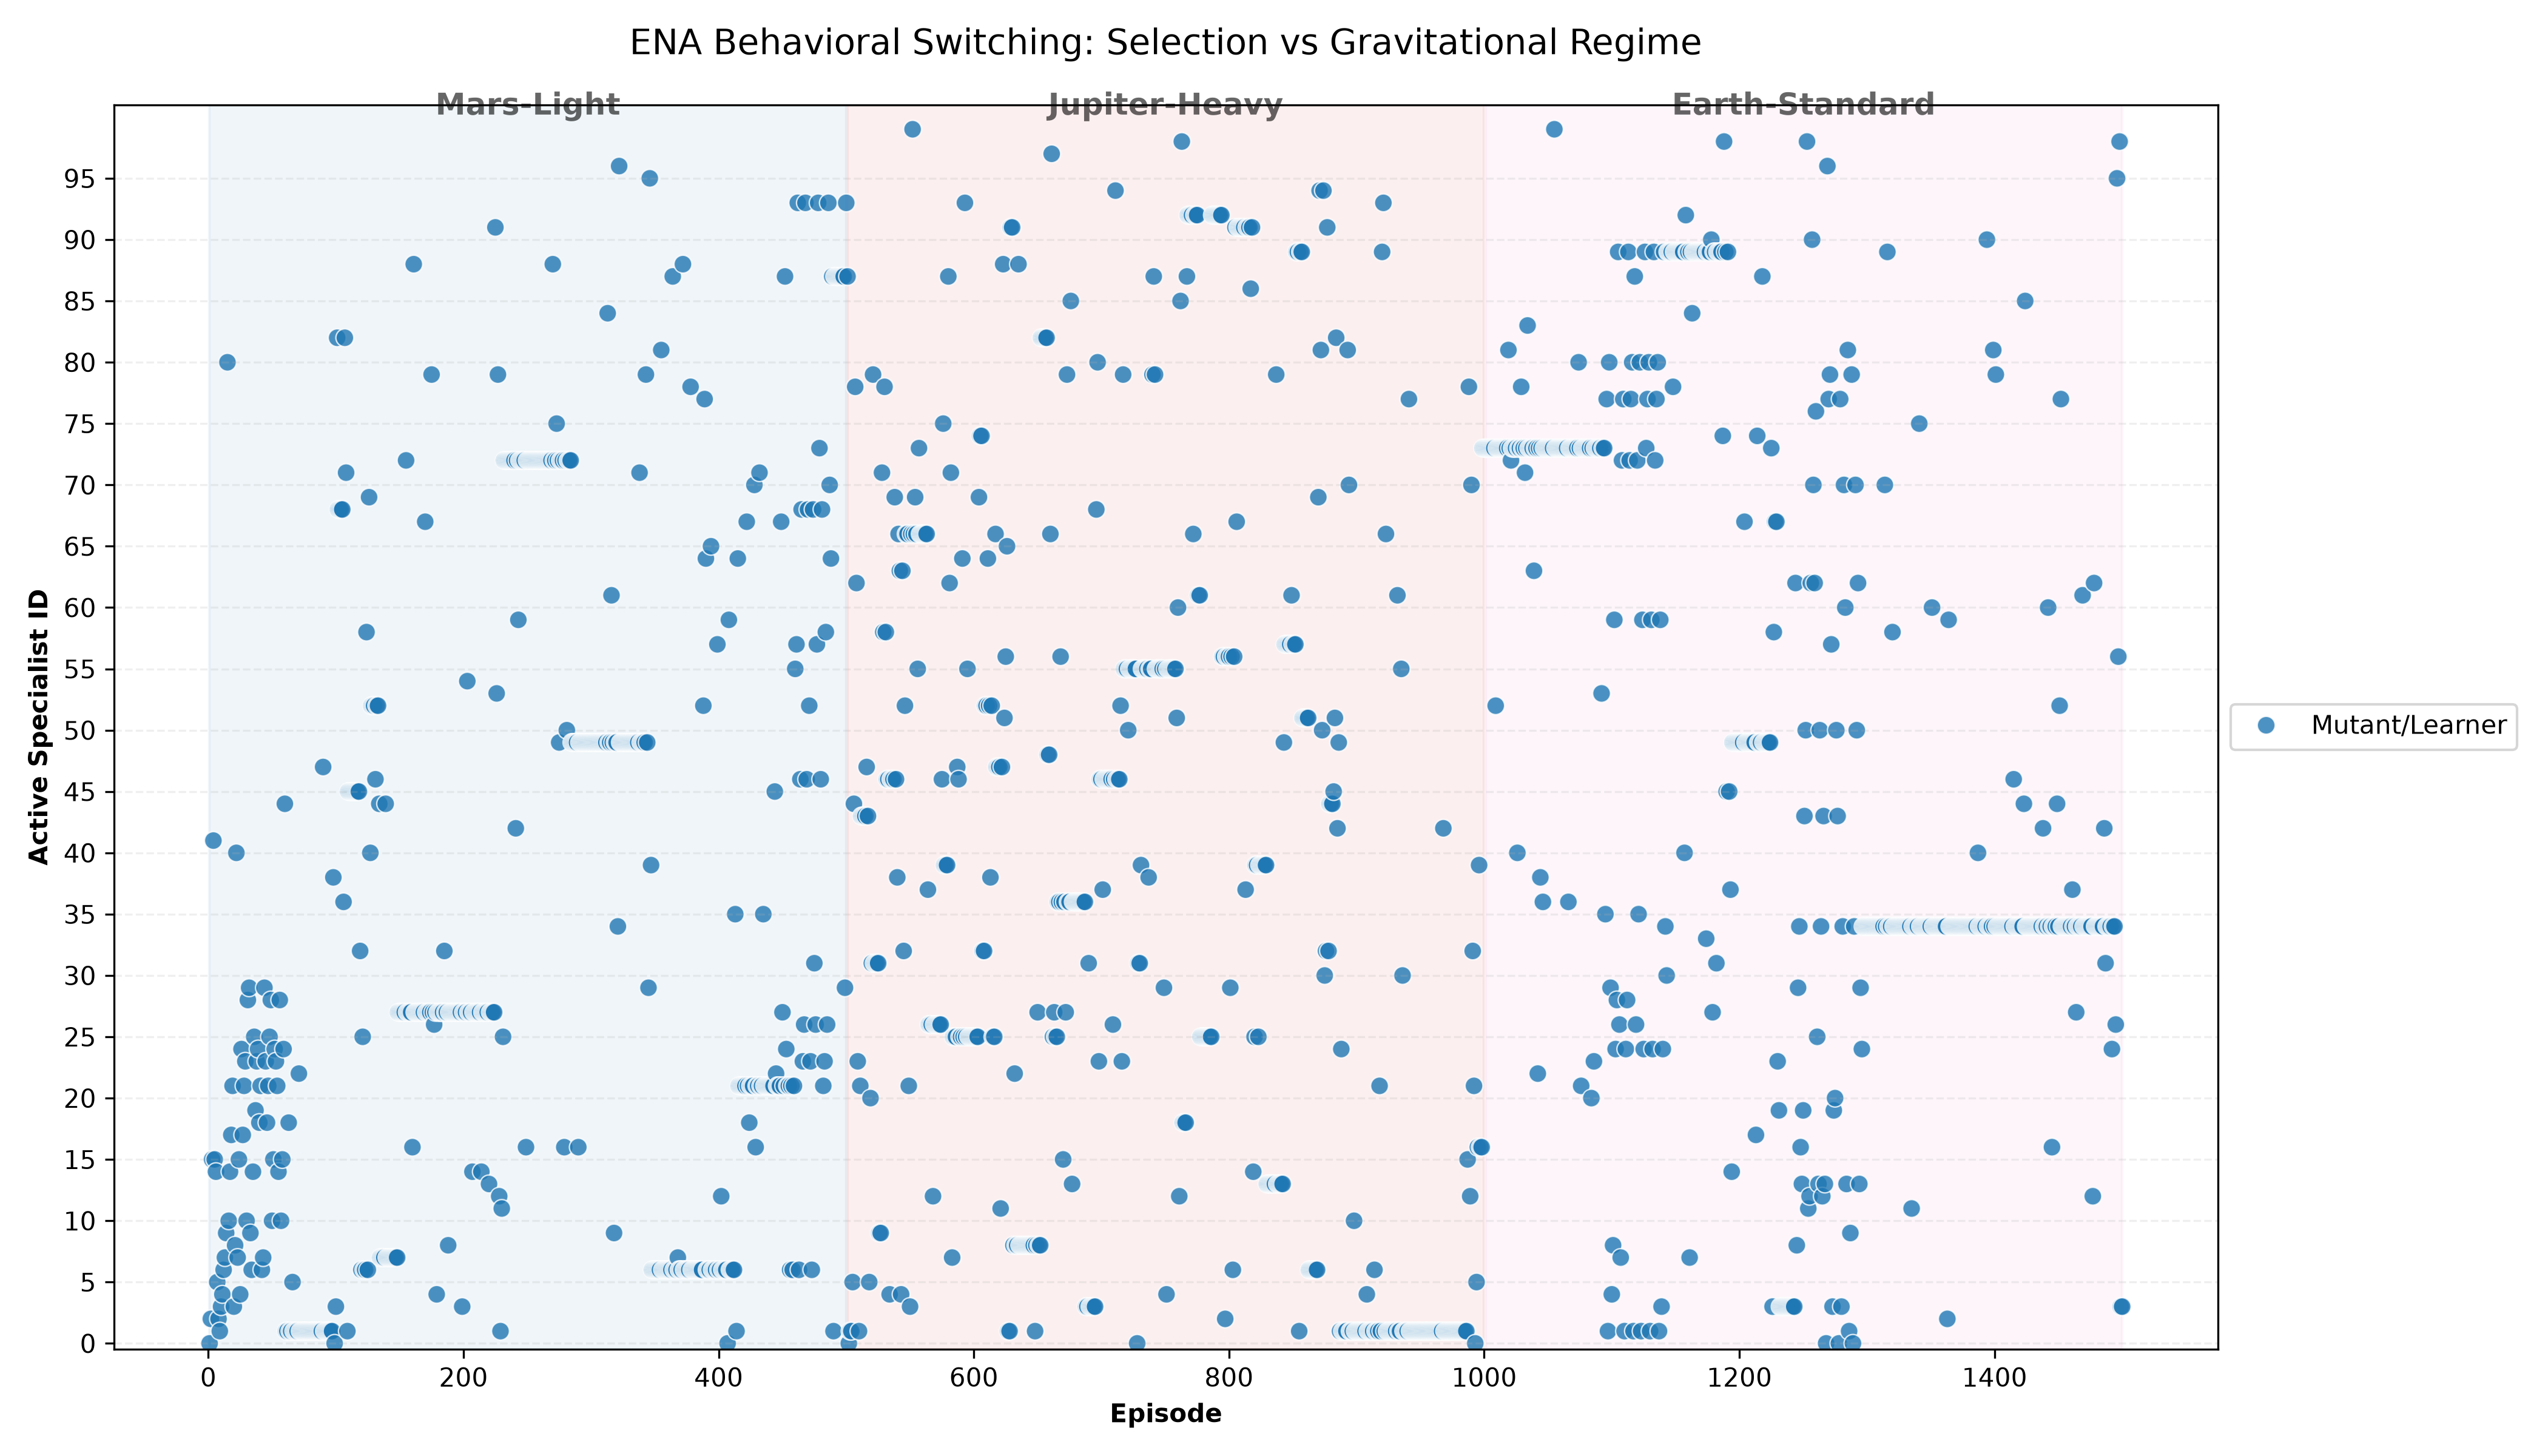 ENA Behavioral Switching: Selection vs Gravitational Regime
Mars-Light
Jupiter-Heavy
Earth-Standard
95
90
85
80
75
70
65
60
55
50
45
40
35
30
25
20
15
10
5
0
Active Specialist ID
Mutant/Learner
0 200 400 600 800 1000 1200 1400
Episode